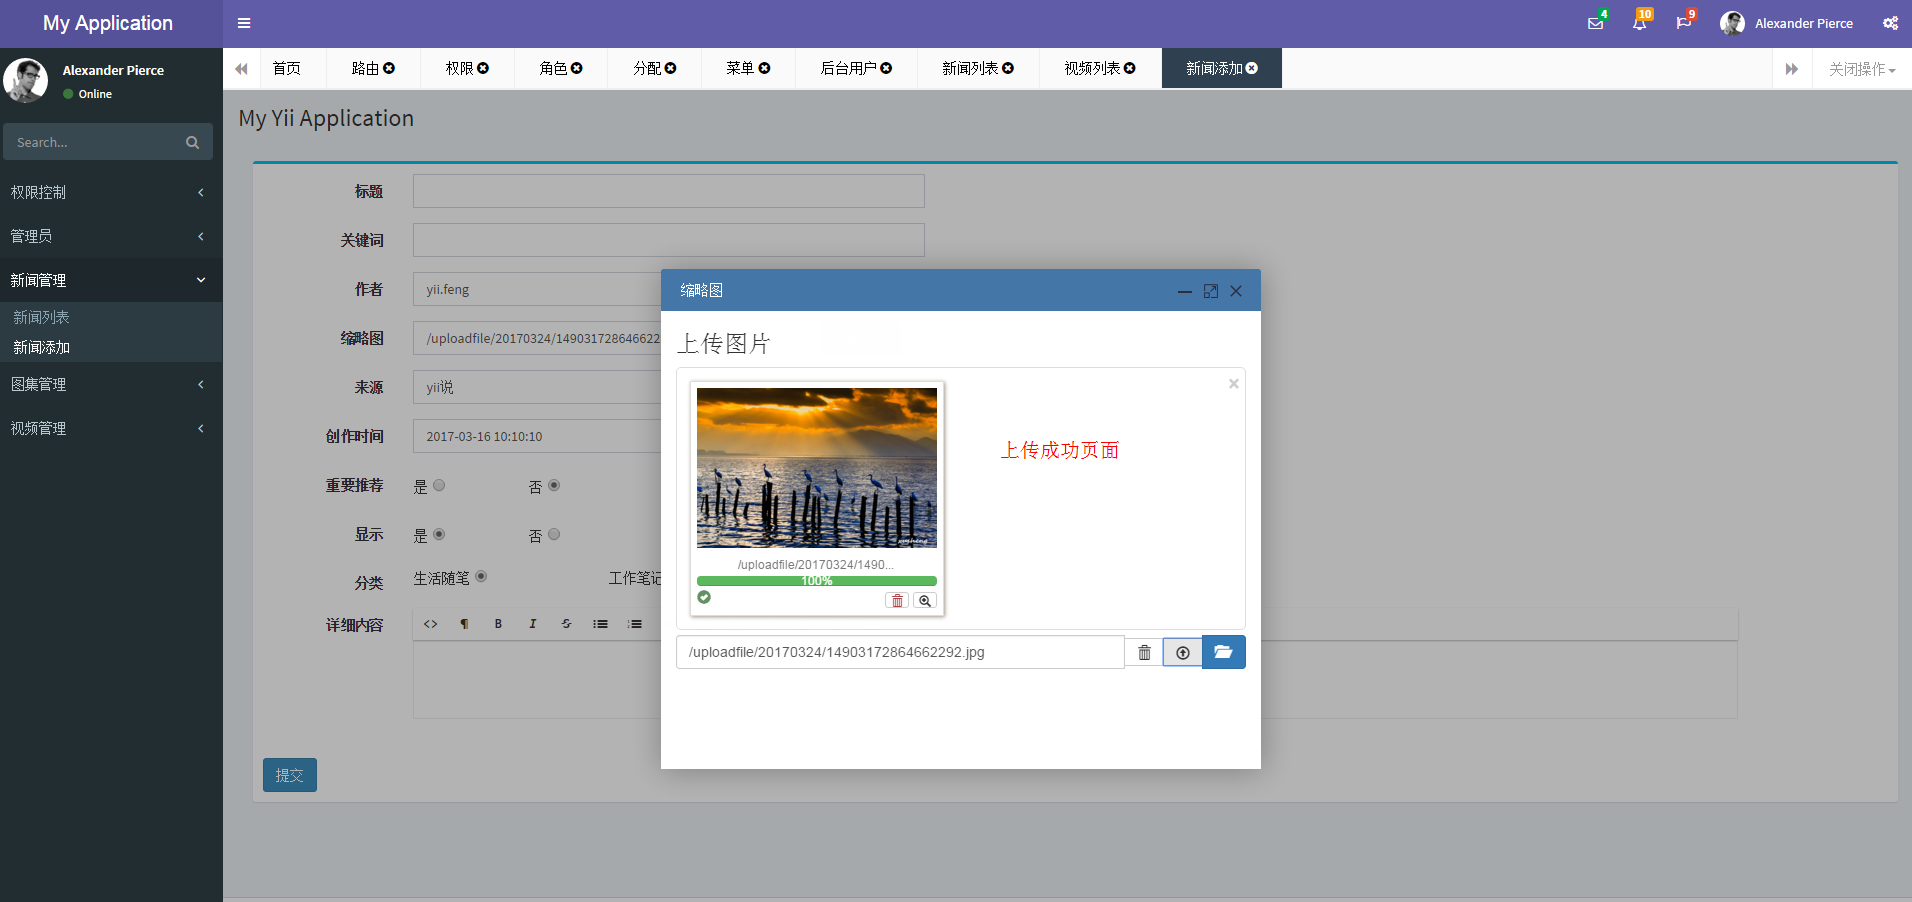 My Application
4
10
9
Alexander Pierce
Alexander Pierce
Online
Search...
权限控制
管理员
新闻管理
新闻列表
新闻添加
图集管理
视频管理
首页
路由
权限
角色
分配
菜单
后台用户
新闻列表
视频列表
新闻添加
关闭操作
My Yii Application
标题
关键词
作者
yii.feng
缩略图
/uploadfile/20170324/149031728646622
来源
yii说
创作时间
2017-03-16 10:10:10
重要推荐
是
否
显示
是
否
分类
生活随笔
工作笔记
详细内容
提交
缩略图
上传图片
上传成功页面
/uploadfile/20170324/1490...
100%
/uploadfile/20170324/14903172864662292.jpg